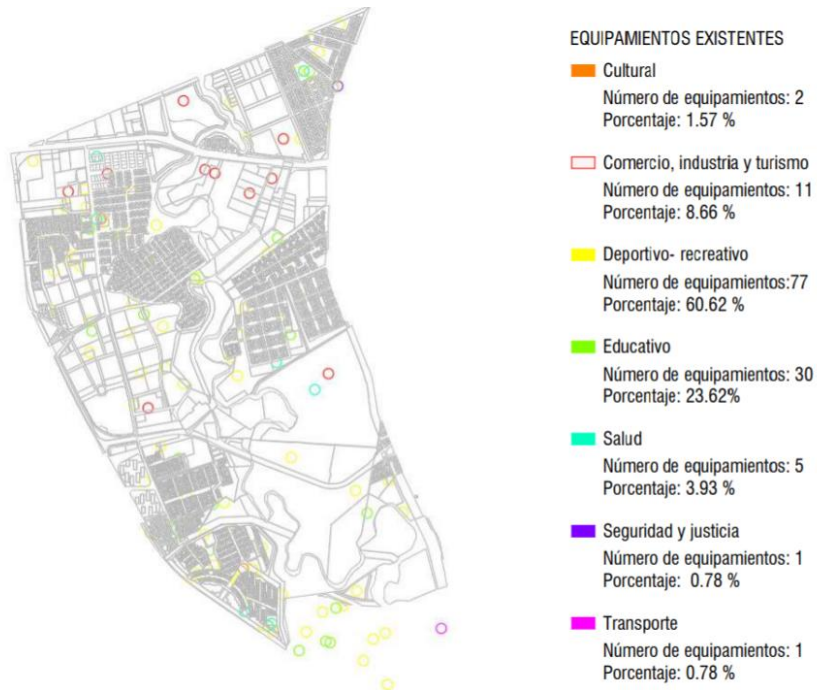 EQUIPAMIENTOS EXISTENTES
Cultural
Número de equipamientos: 2
Porcentaje: 1.57 %
Comercio, industria y turismo
Número de equipamientos: 11
Porcentaje: 8.66 %
Deportivo- recreativo
Número de equipamientos:77
Porcentaje: 60.62 %
Educativo
Número de equipamientos: 30
Porcentaje: 23.62%
Salud
Número de equipamientos: 5
Porcentaje: 3.93 %
Seguridad y justicia
Número de equipamientos: 1
Porcentaje: 0.78 %
Transporte
Número de equipamientos: 1
Porcentaje: 0.78 %